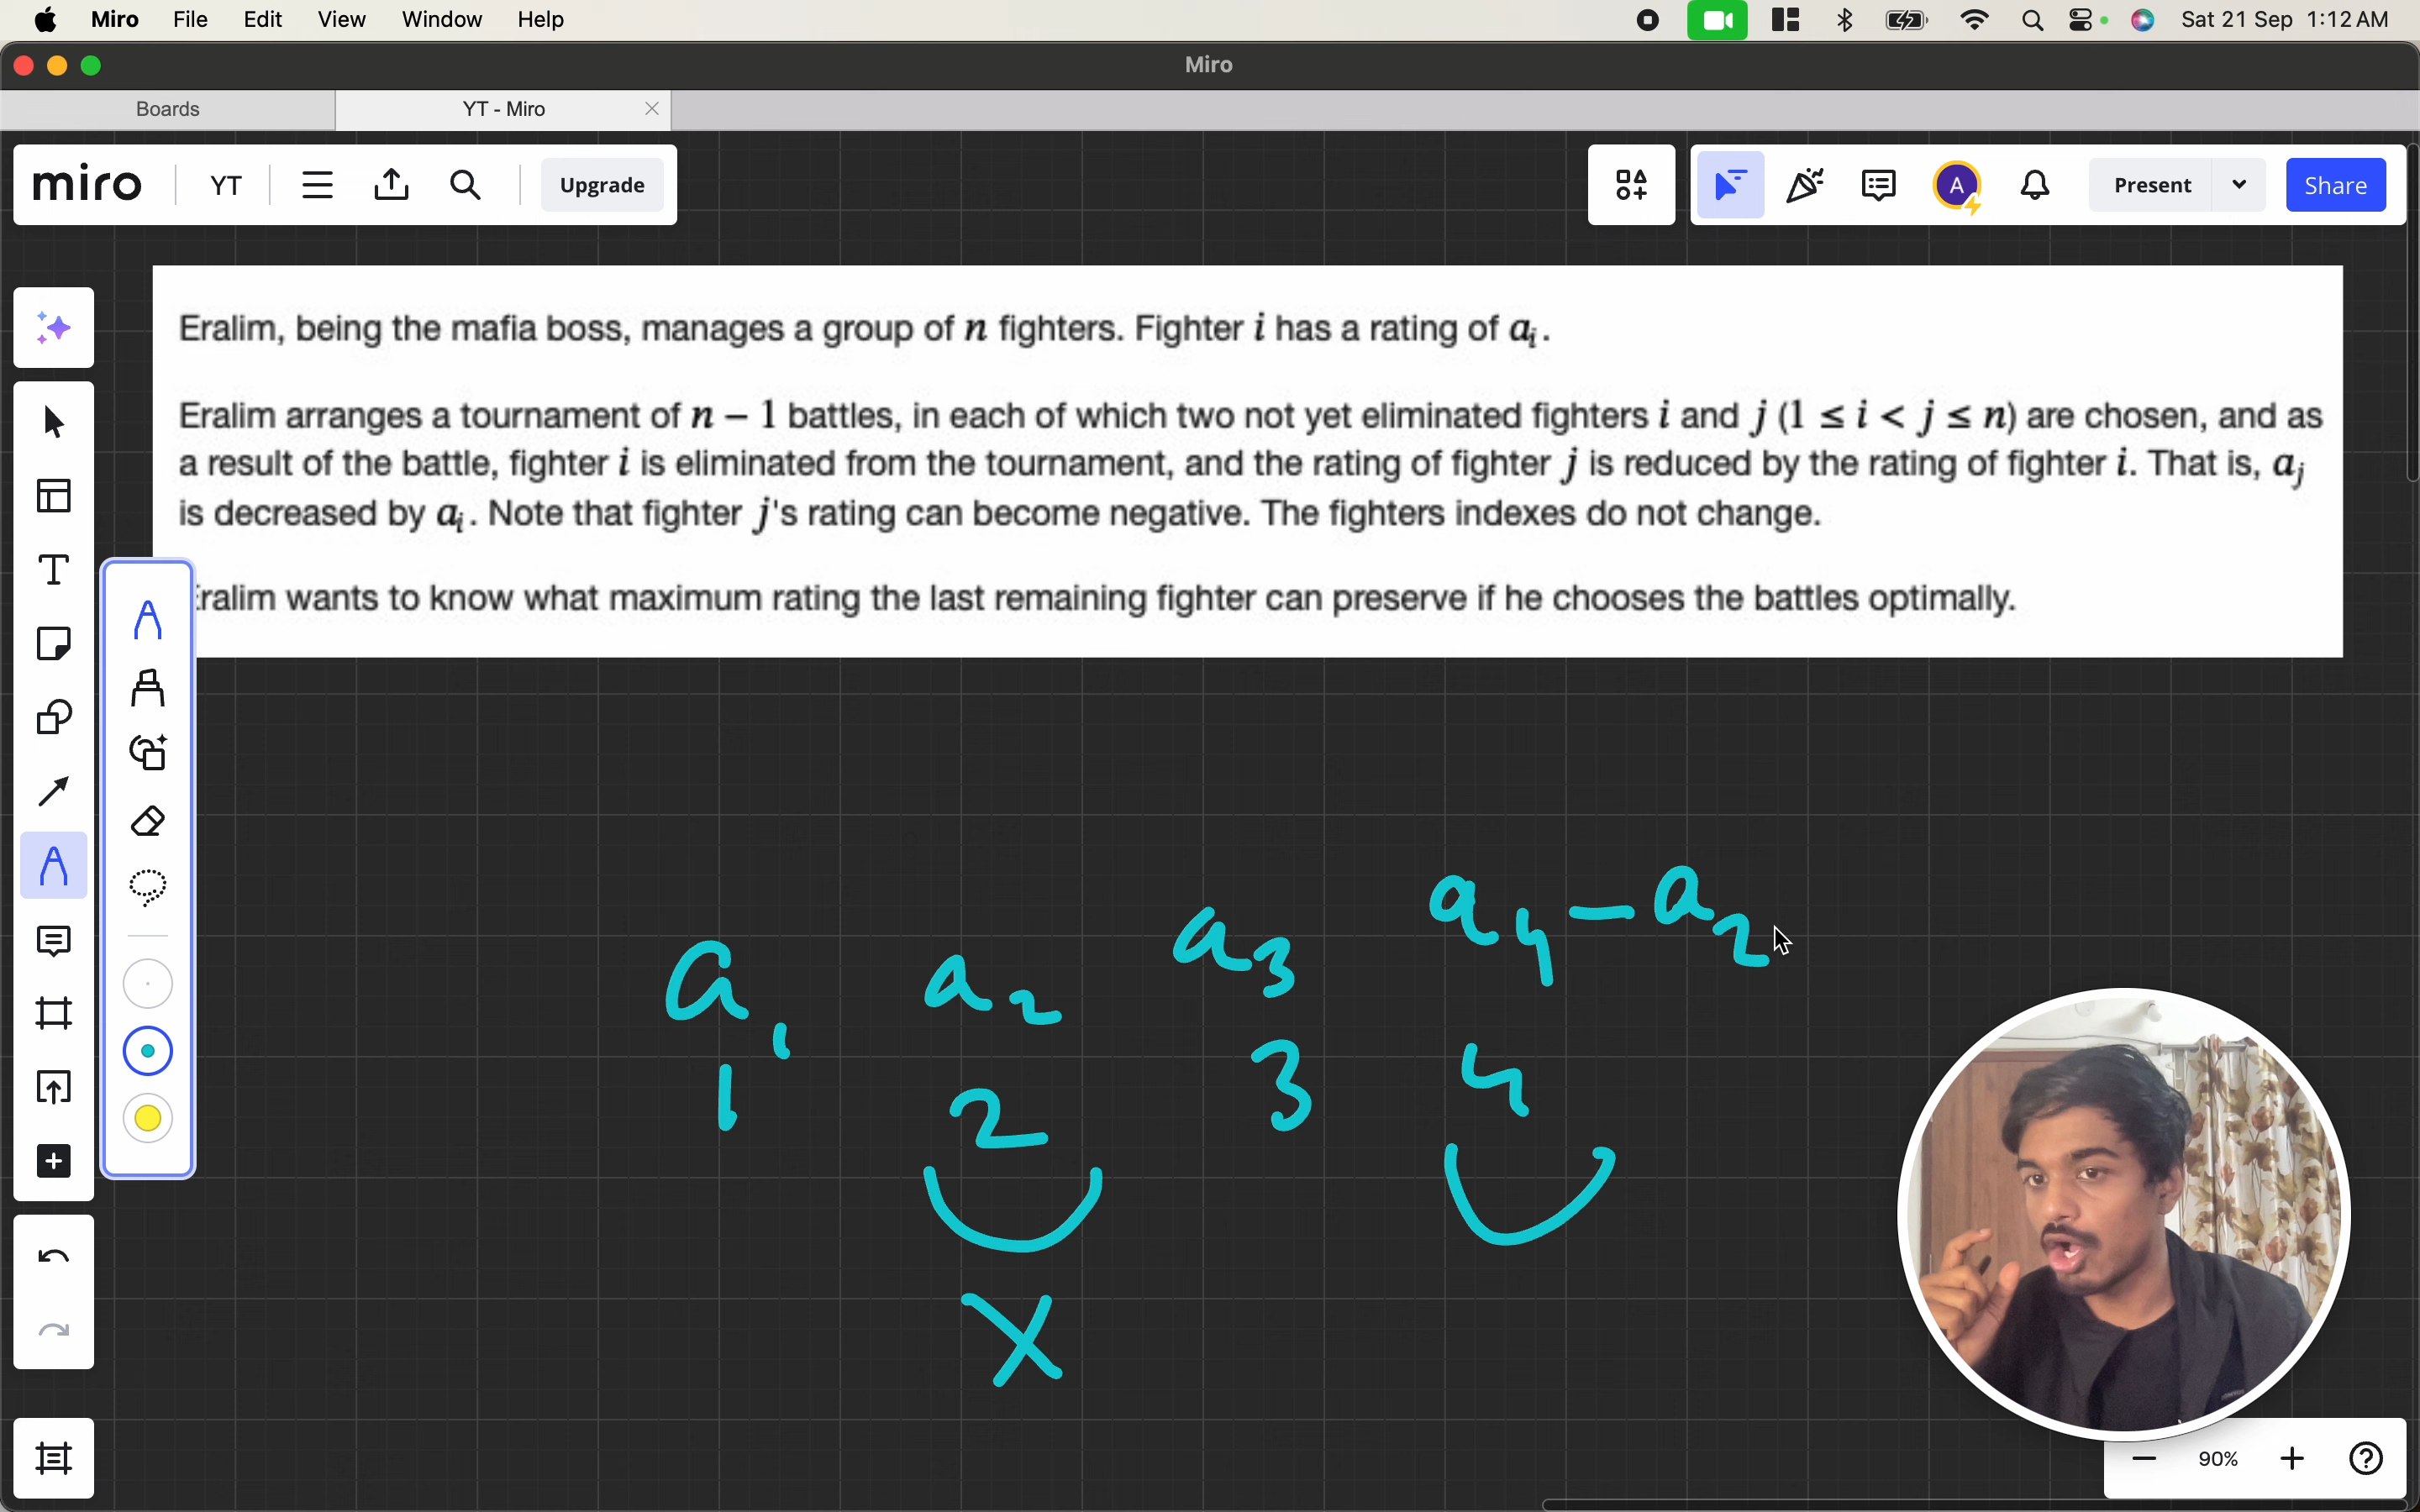 Miro File Edit View Window Help Sat 21 Sep 1:12 AM
Miro
Boards YT - Miro
miro YT Upgrade A Present Share
Eralim, being the mafia boss, manages a group of n fighters. Fighter i has a rating of aᵢ.
Eralim arranges a tournament of n − 1 battles, in each of which two not yet eliminated fighters i and j (1 ≤ i < j ≤ n) are chosen, and as
a result of the battle, fighter i is eliminated from the tournament, and the rating of fighter j is reduced by the rating of fighter i. That is, aⱼ
is decreased by aᵢ. Note that fighter j's rating can become negative. The fighters indexes do not change.
ralim wants to know what maximum rating the last remaining fighter can preserve if he chooses the battles optimally.
a₁ a₂ a₃ a₄ − a₂
1 2 3 4
X
90%